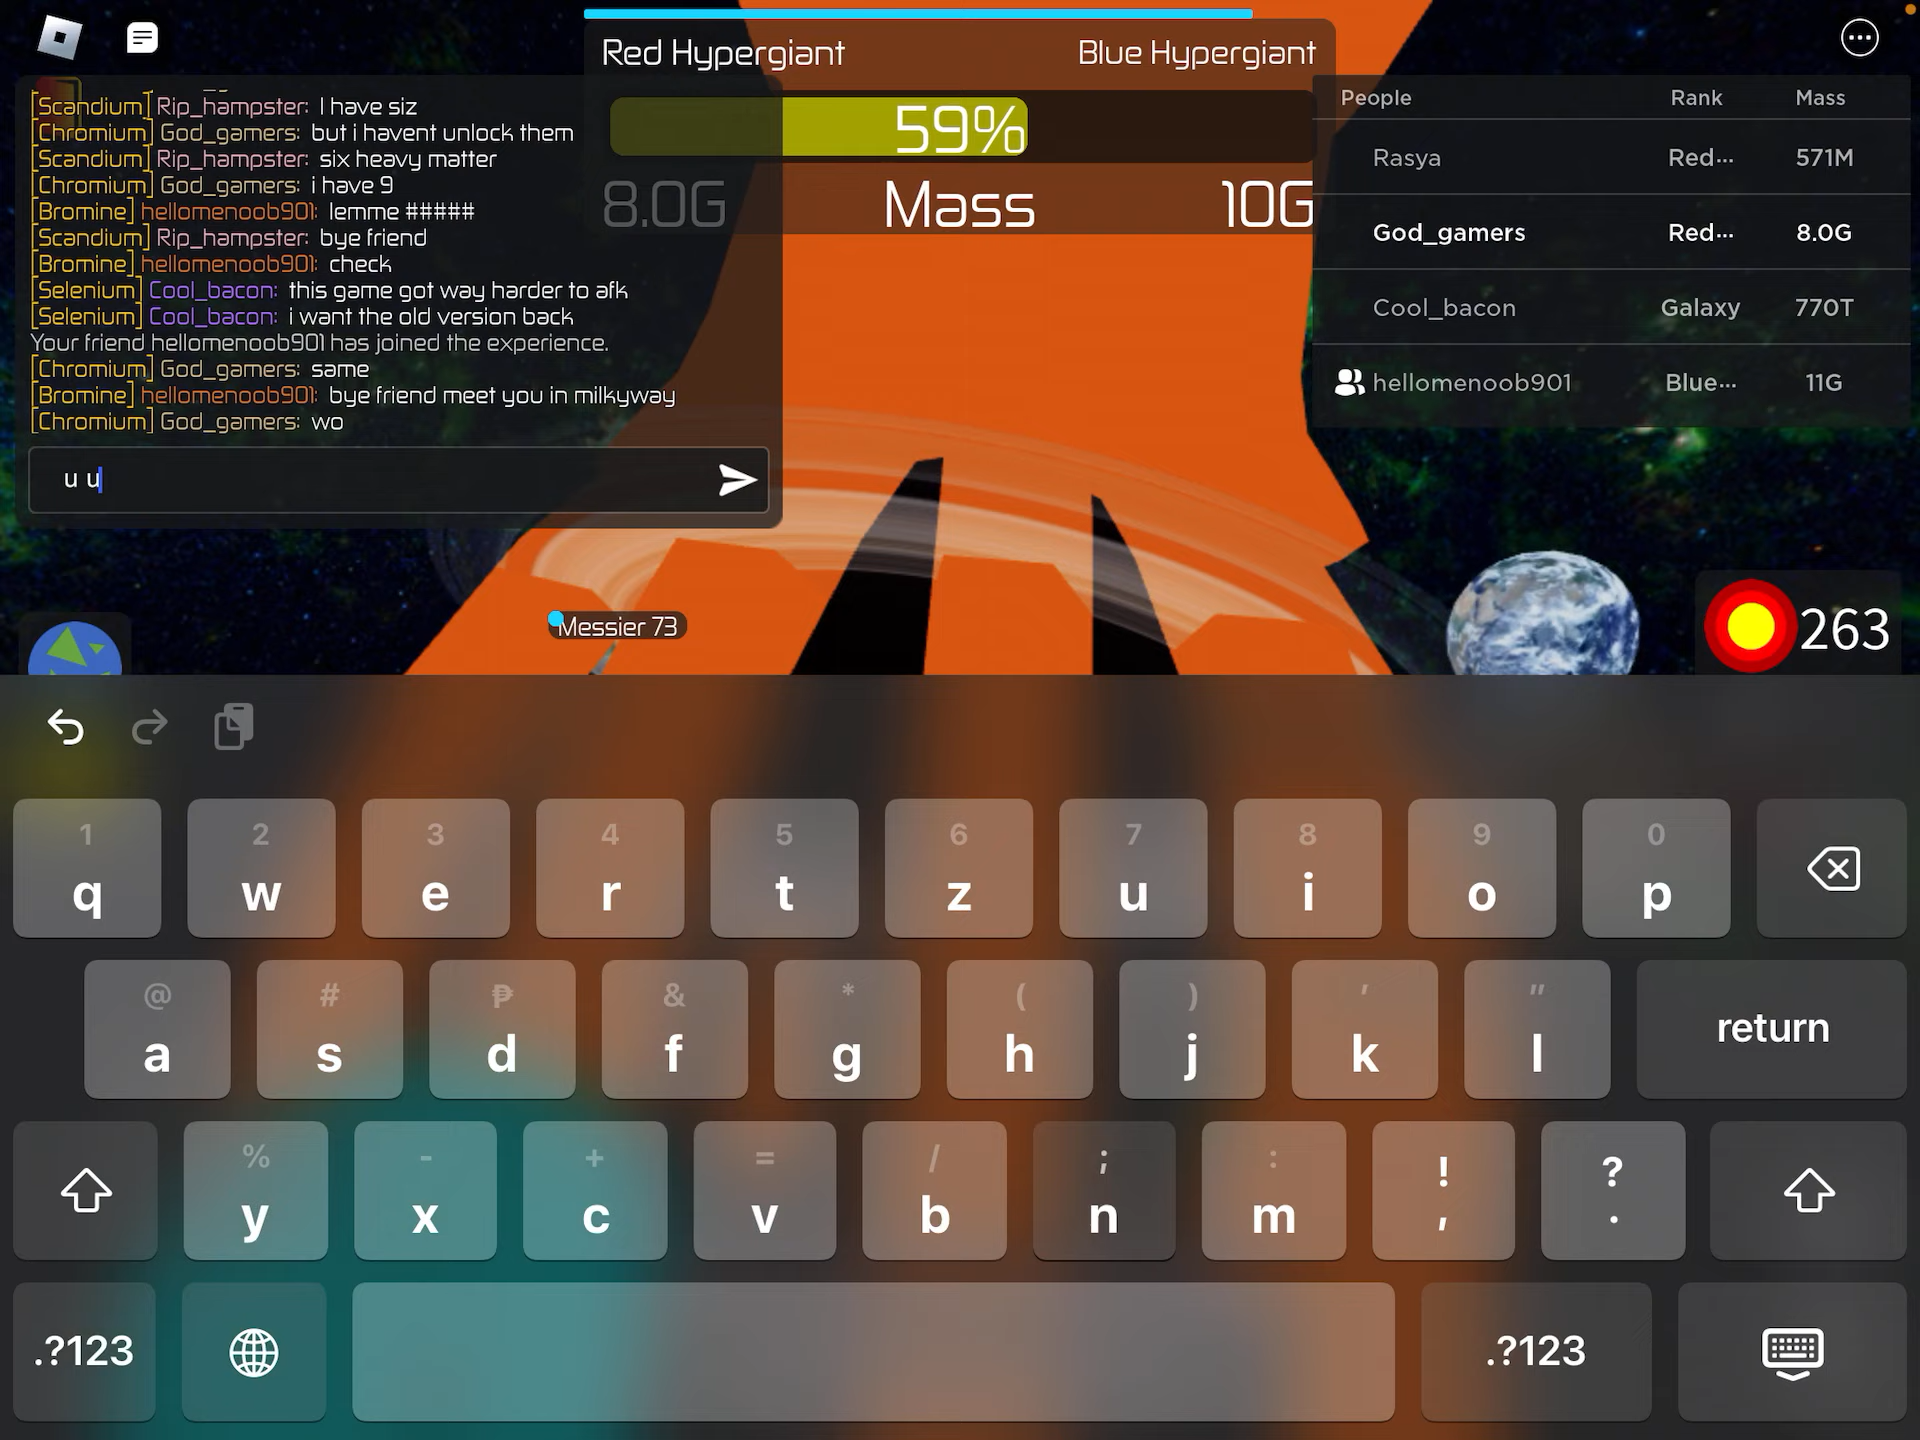 Red Hypergiant Blue Hypergiant
59%
8.0G Mass 10G
[Scandium] Rip_hampster: I have siz
[Chromium] God_gamers: but i havent unlock them
[Scandium] Rip_hampster: six heavy matter
[Chromium] God_gamers: i have 9
[Bromine] hellomenoob901: lemme #####
[Scandium] Rip_hampster: bye friend
[Bromine] hellomenoob901: check
[Selenium] Cool_bacon: this game got way harder to afk
[Selenium] Cool_bacon: i want the old version back
Your friend hellomenoob901 has joined the experience.
[Chromium] God_gamers: same
[Bromine] hellomenoob901: bye friend meet you in milkyway
[Chromium] God_gamers: wo
u u
People Rank Mass
Rasya Red... 571M
God_gamers Red... 8.0G
Cool_bacon Galaxy 770T
hellomenoob901 Blue... 11G
Messier 73
263
1 2 3 4 5 6 7 8 9 0
q w e r t z u i o p
@ # ₱ & * ( ) ' "
a s d f g h j k l return
% - + = / ; : ! ?
y x c v b n m , .
.?123 .?123